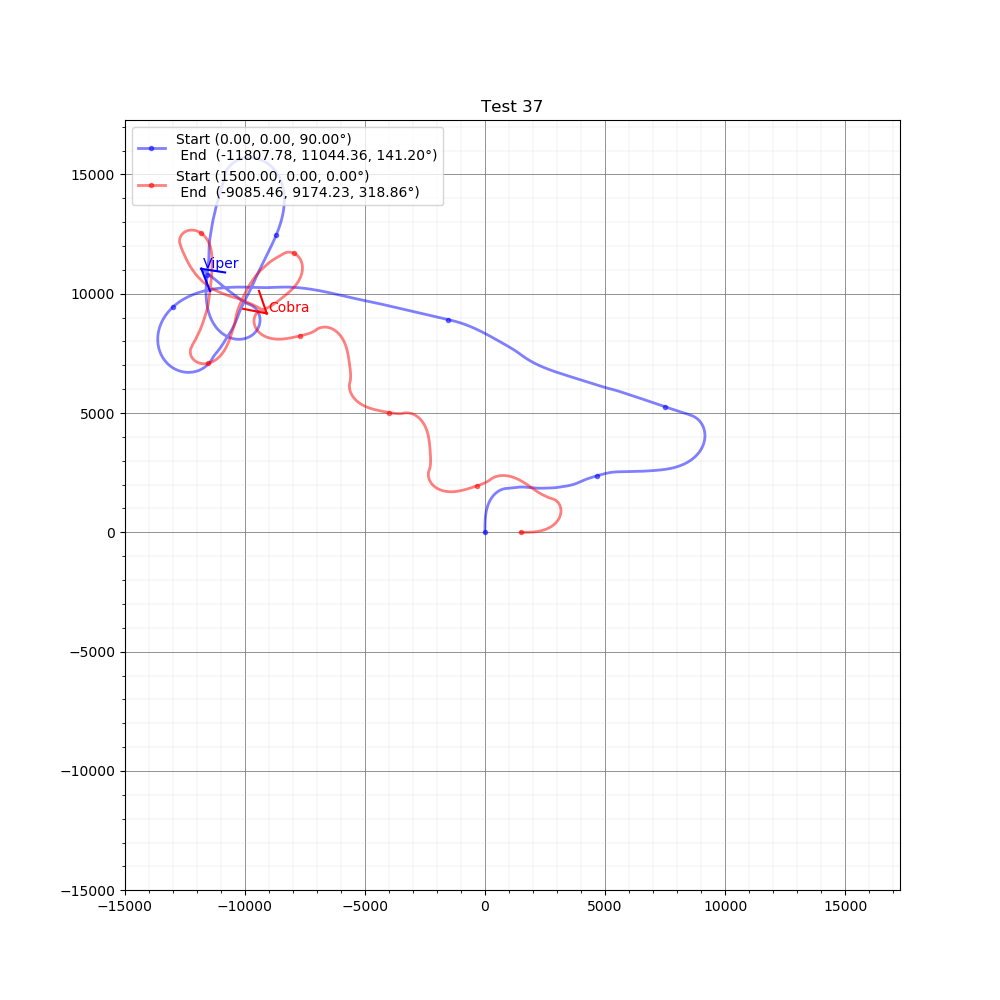 Test 37
Start (0.00, 0.00, 90.00°)
End  (-11807.78, 11044.36, 141.20°)
Start (1500.00, 0.00, 0.00°)
End  (-9085.46, 9174.23, 318.86°)
15000
10000
5000
0
−5000
−10000
−15000
Viper
Cobra
−15000 −10000 −5000 0 5000 10000 15000